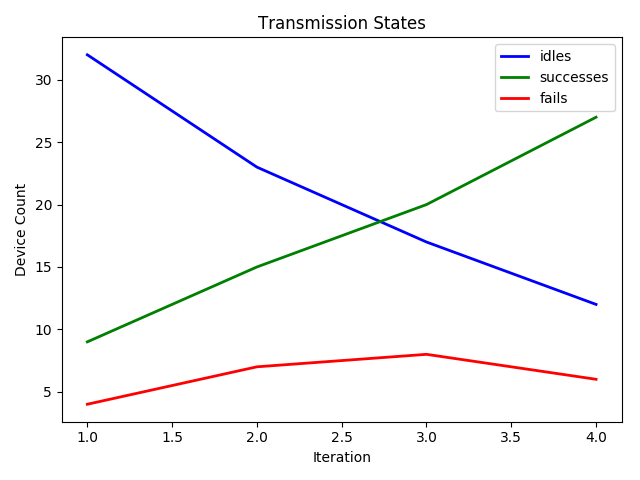 Transmission States
idles
successes
fails
Device Count
30
25
20
15
10
5
1.0 1.5 2.0 2.5 3.0 3.5 4.0
Iteration